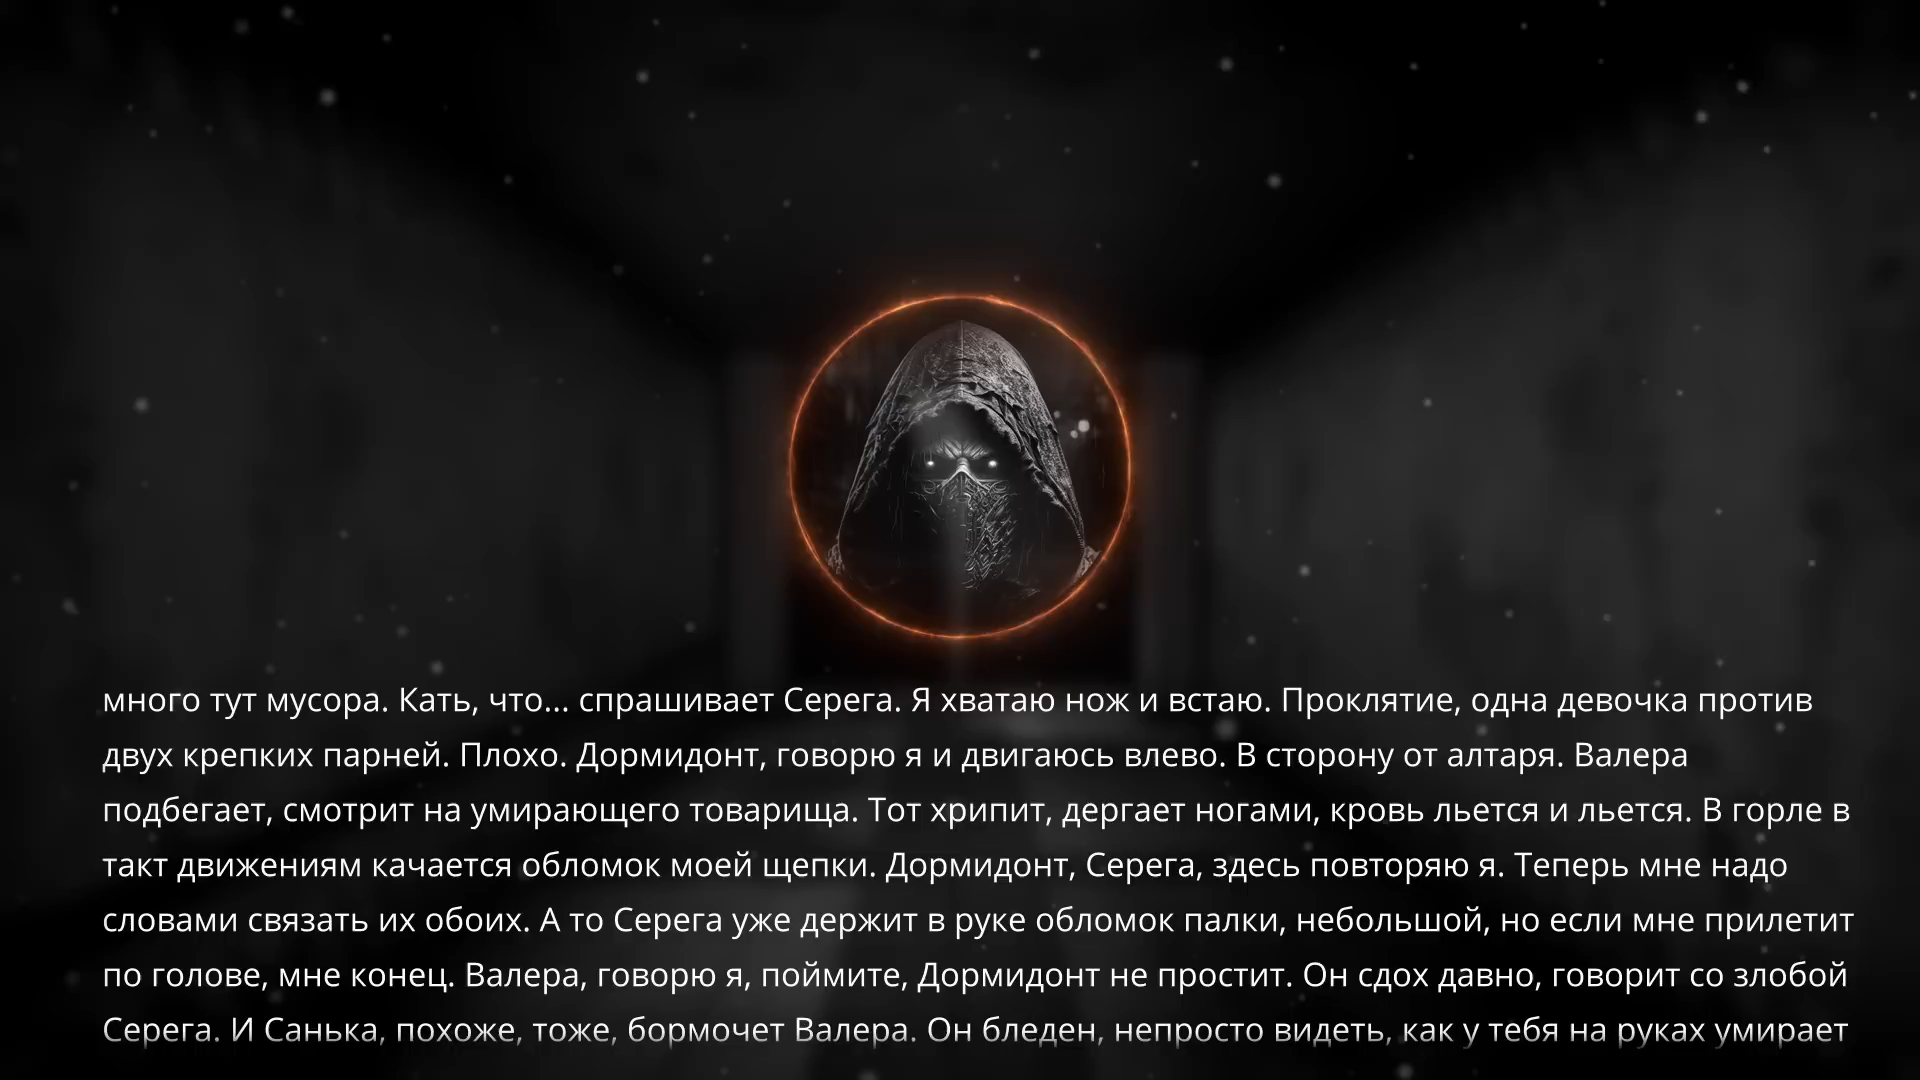 много тут мусора. Кать, что... спрашивает Серега. Я хватаю нож и встаю. Проклятие, одна девочка против
двух крепких парней. Плохо. Дормидонт, говорю я и двигаюсь влево. В сторону от алтаря. Валера
подбегает, смотрит на умирающего товарища. Тот хрипит, дергает ногами, кровь льется и льется. В горле в
такт движениям качается обломок моей щепки. Дормидонт, Серега, здесь повторяю я. Теперь мне надо
словами связать их обоих. А то Серега уже держит в руке обломок палки, небольшой, но если мне прилетит
по голове, мне конец. Валера, говорю я, поймите, Дормидонт не простит. Он сдох давно, говорит со злобой
Серега. И Санька, похоже, тоже, бормочет Валера. Он бледен, непросто видеть, как у тебя на руках умирает